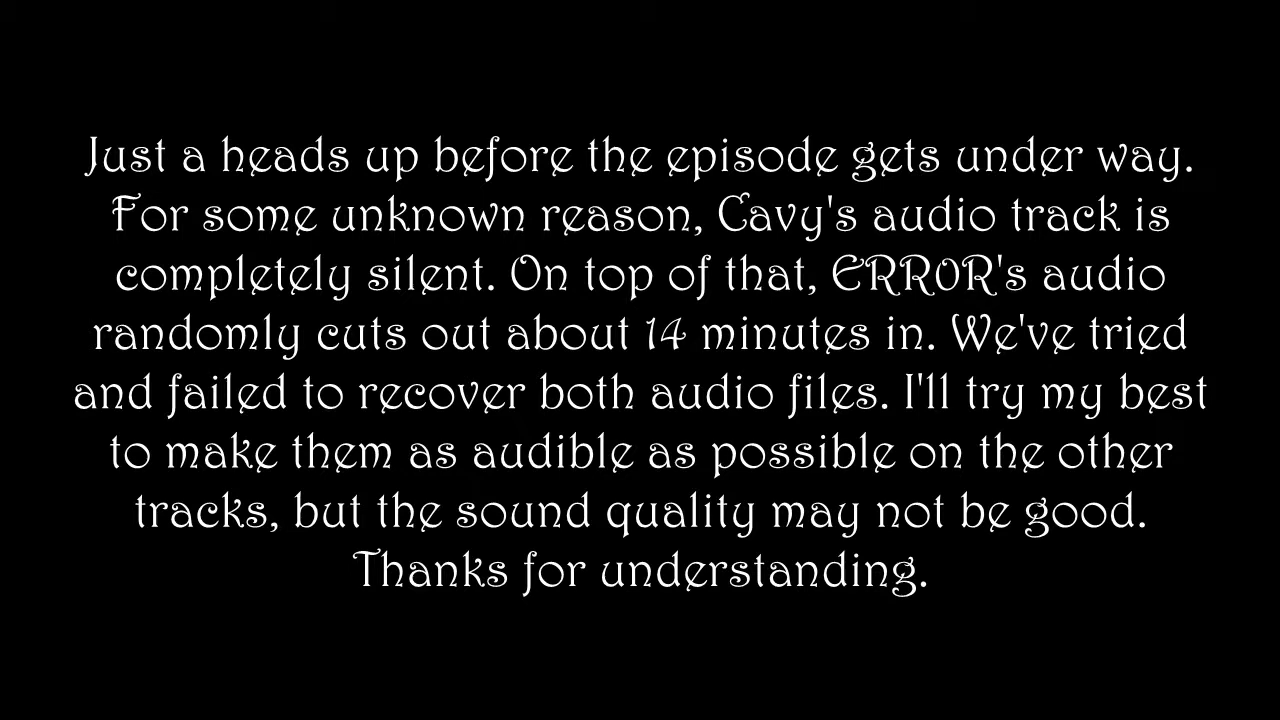 Just a heads up before the episode gets under way.
For some unknown reason, Cavy's audio track is
completely silent. On top of that, ERR0R's audio
randomly cuts out about 14 minutes in. We've tried
and failed to recover both audio files. I'll try my best
to make them as audible as possible on the other
tracks, but the sound quality may not be good.
Thanks for understanding.